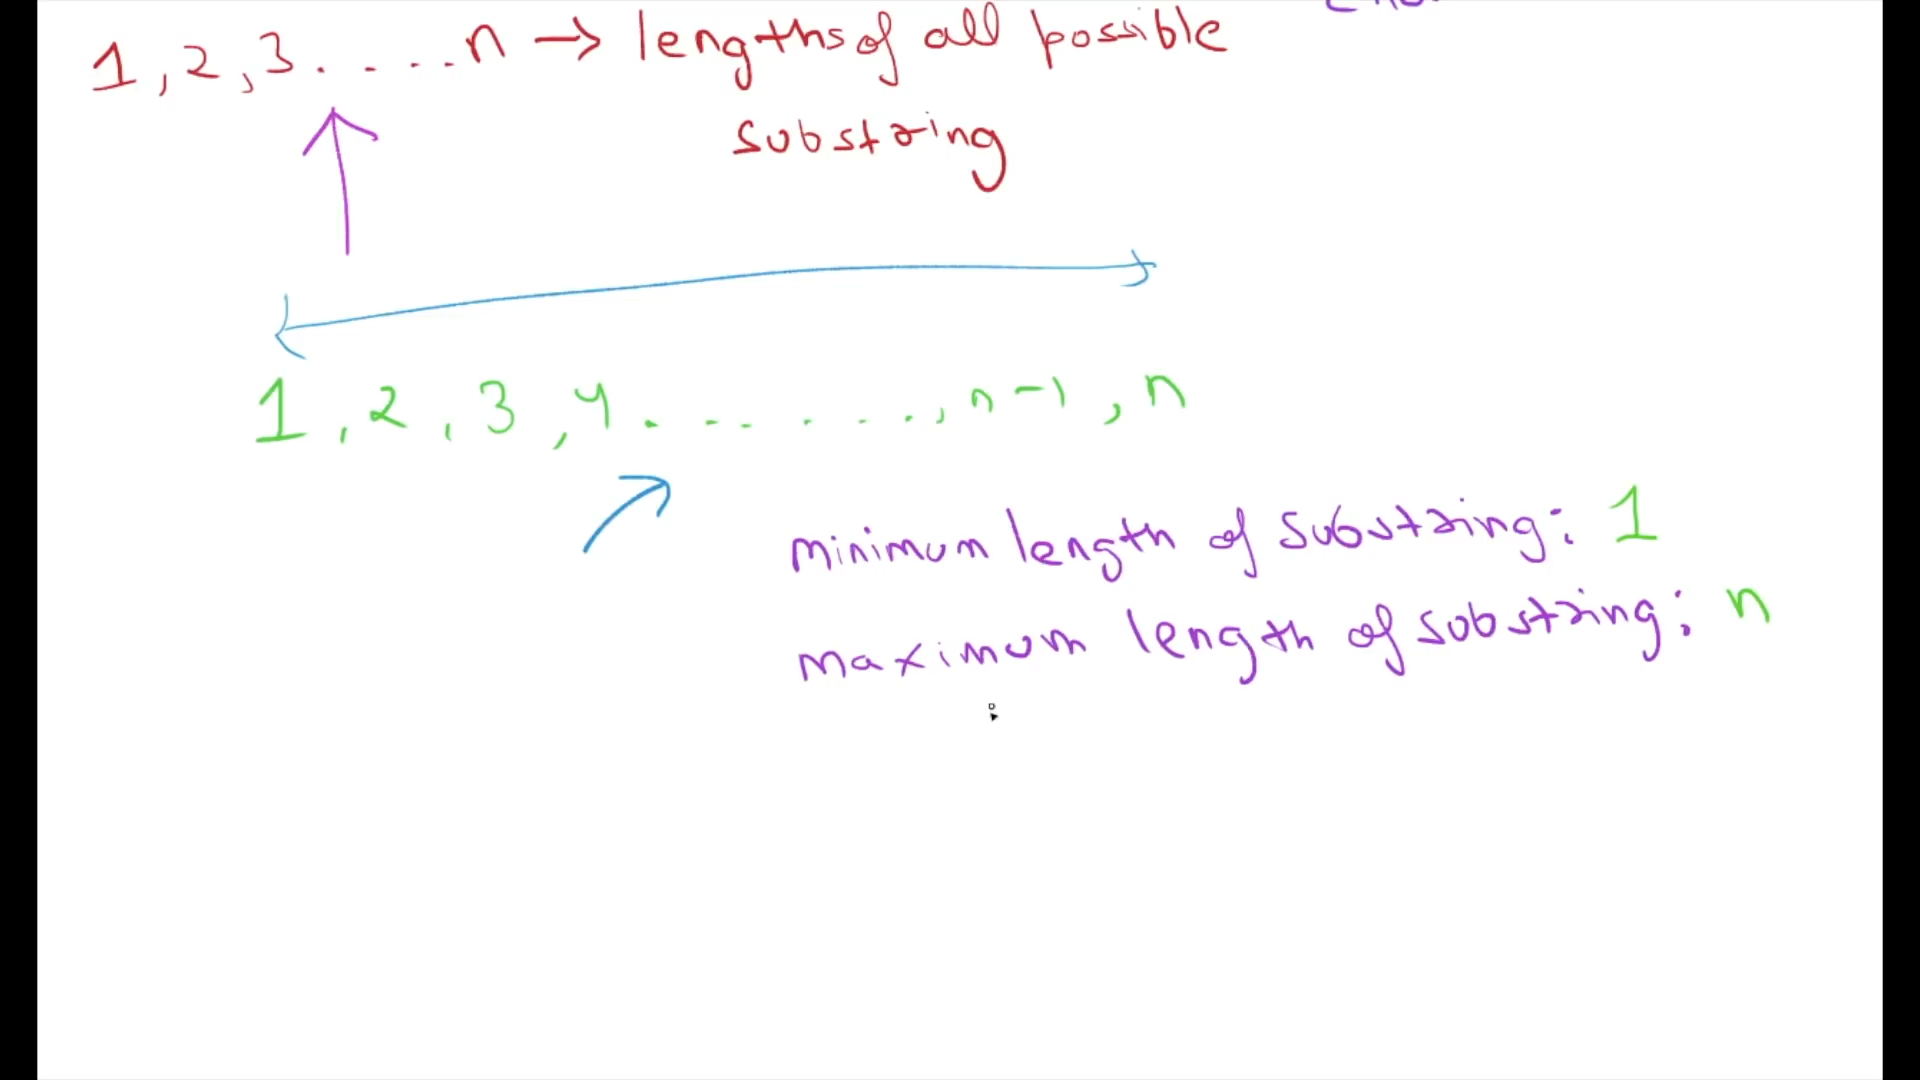 1, 2, 3.....n → lengths of all possible
substring
1, 2, 3, 4........, n-1, n
minimum length of substring: 1
maximum length of substring: n